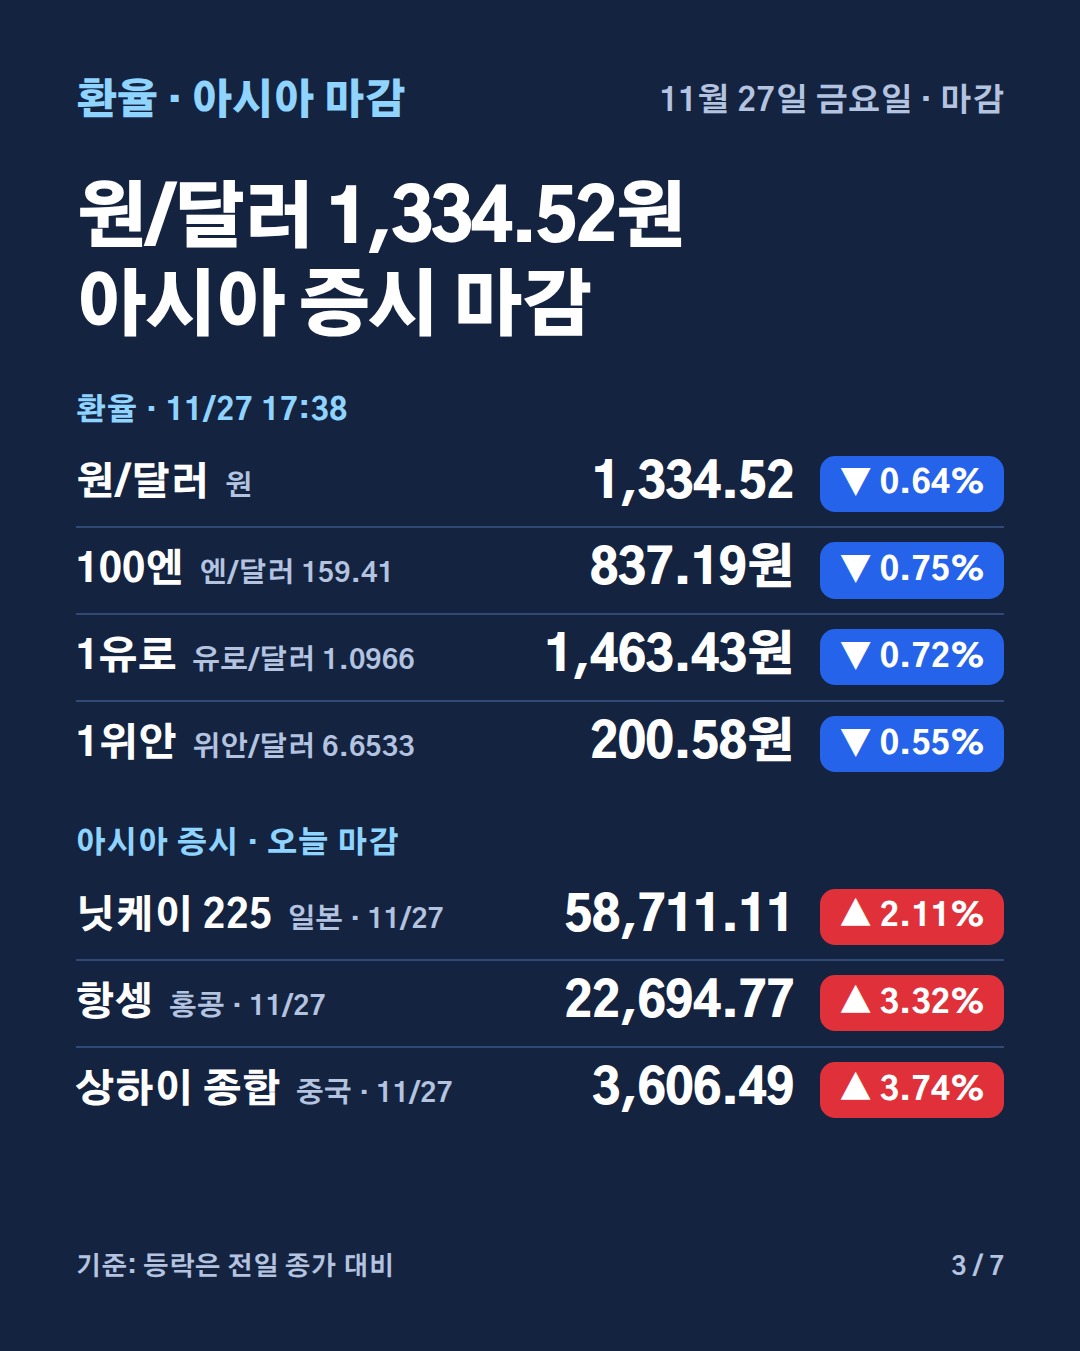 환율 · 아시아 마감
11월 27일 금요일 · 마감
원/달러 1,334.52원
아시아 증시 마감
환율 · 11/27 17:38
원/달러 원 1,334.52 ▼ 0.64%
100엔 엔/달러 159.41 837.19원 ▼ 0.75%
1유로 유로/달러 1.0966 1,463.43원 ▼ 0.72%
1위안 위안/달러 6.6533 200.58원 ▼ 0.55%
아시아 증시 · 오늘 마감
닛케이 225 일본 · 11/27 58,711.11 ▲ 2.11%
항셍 홍콩 · 11/27 22,694.77 ▲ 3.32%
상하이 종합 중국 · 11/27 3,606.49 ▲ 3.74%
기준: 등락은 전일 종가 대비
3 / 7